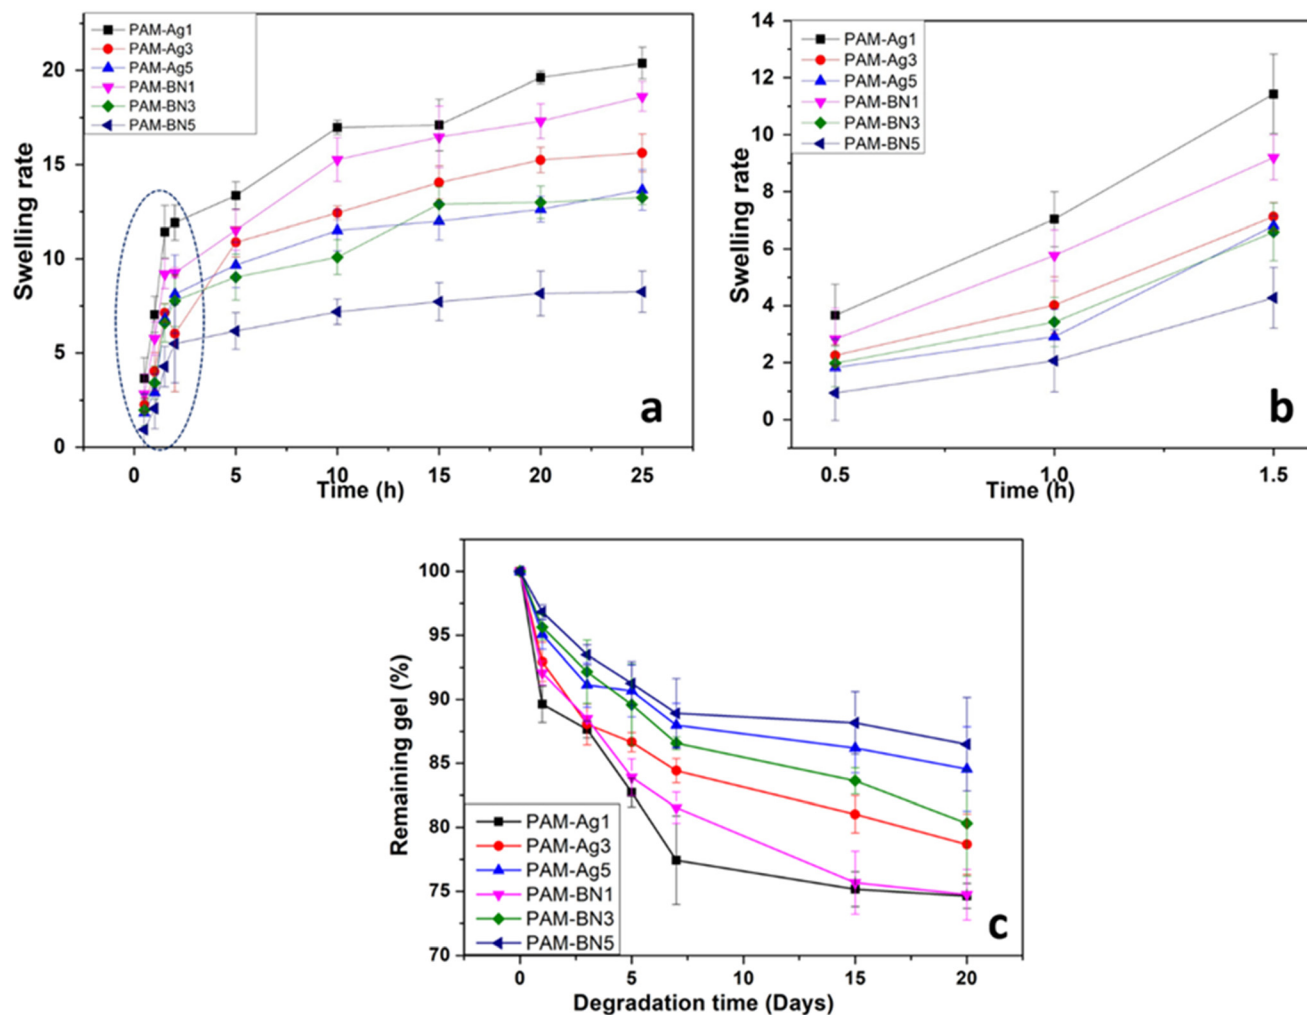 PAM-Ag1
PAM-Ag3
PAM-Ag5
PAM-BN1
PAM-BN3
PAM-BN5
20
15
10
5
0
Swelling rate
a
0 5 10 15 20 25
Time (h)
14
12
10
8
6
4
2
0
Swelling rate
PAM-Ag1
PAM-Ag3
PAM-Ag5
PAM-BN1
PAM-BN3
PAM-BN5
b
0.5 1.0 1.5
Time (h)
100
95
90
85
80
75
70
Remaining gel (%)
PAM-Ag1
PAM-Ag3
PAM-Ag5
PAM-BN1
PAM-BN3
PAM-BN5
c
0 5 10 15 20
Degradation time (Days)